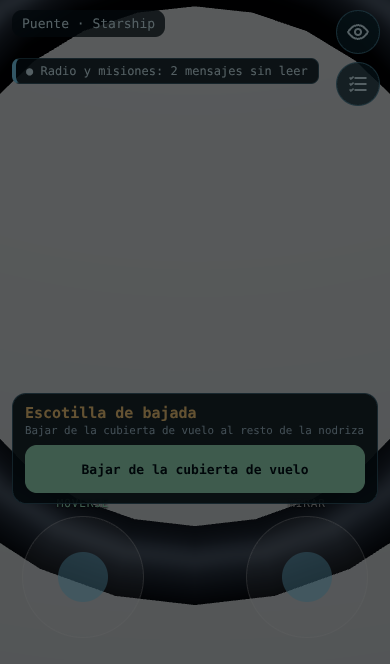 Puente · Starship
● Radio y misiones: 2 mensajes sin leer
Escotilla de bajada
Bajar de la cubierta de vuelo al resto de la nodriza
Bajar de la cubierta de vuelo